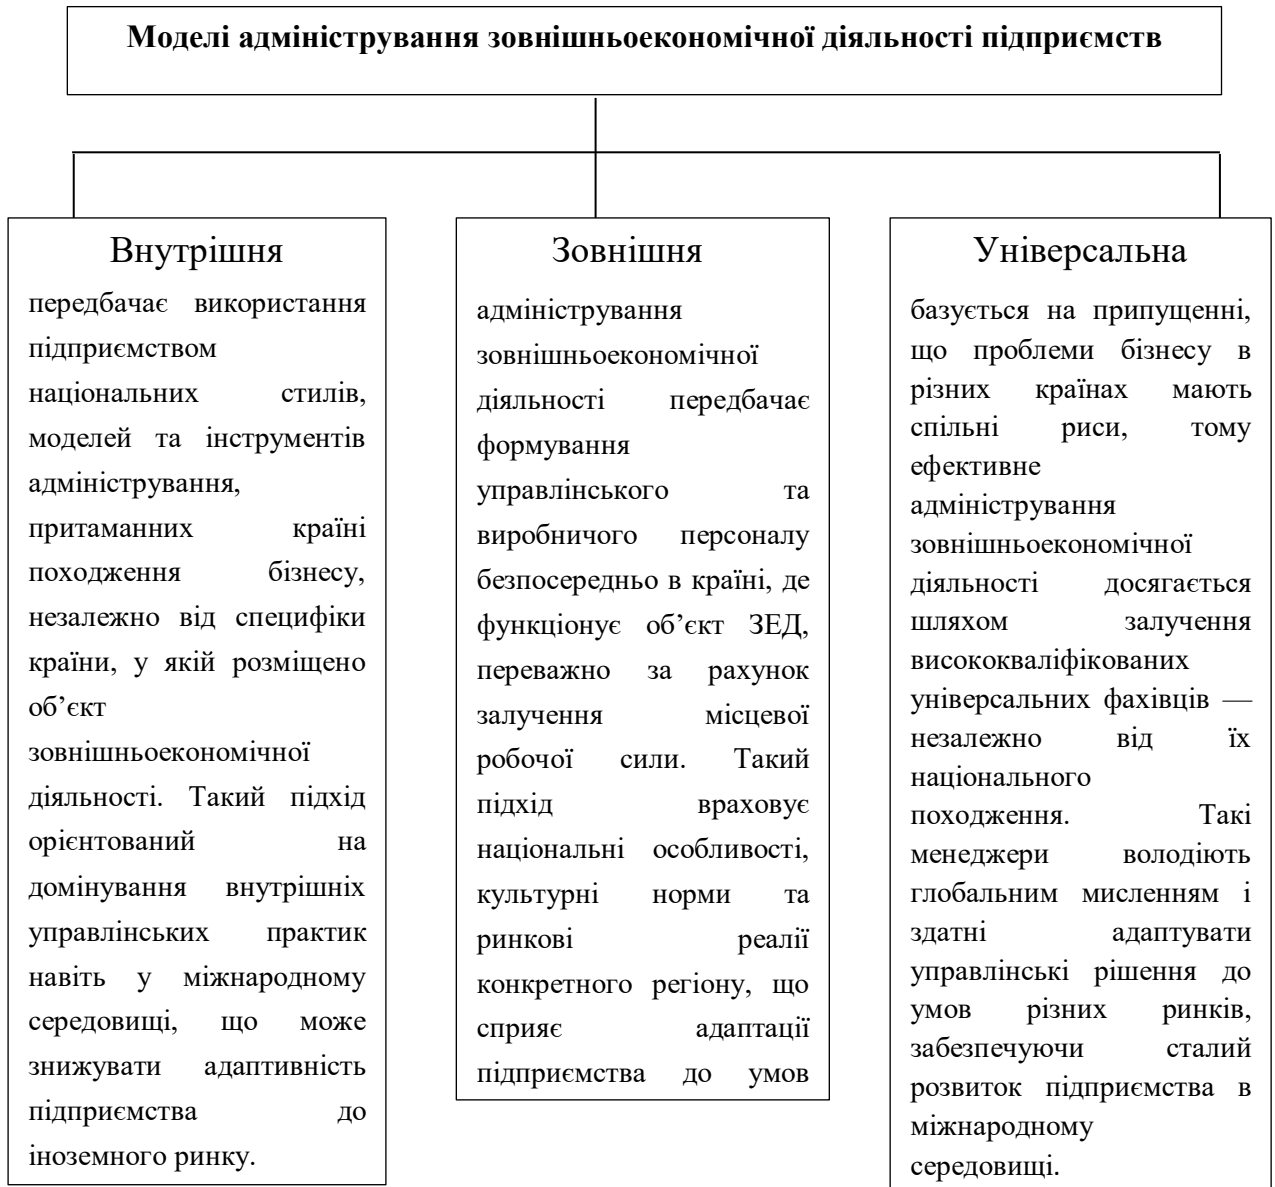 Моделі адміністрування зовнішньоекономічної діяльності підприємств
Внутрішня
передбачає використання
підприємством
національних стилів,
моделей та інструментів
адміністрування,
притаманних країні
походження бізнесу,
незалежно від специфіки
країни, у якій розміщено
об’єкт
зовнішньоекономічної
діяльності. Такий підхід
орієнтований на
домінування внутрішніх
управлінських практик
навіть у міжнародному
середовищі, що може
знижувати адаптивність
підприємства до
іноземного ринку.
Зовнішня
адміністрування
зовнішньоекономічної
діяльності передбачає
формування
управлінського та
виробничого персоналу
безпосередньо в країні, де
функціонує об’єкт ЗЕД,
переважно за рахунок
залучення місцевої
робочої сили. Такий
підхід враховує
національні особливості,
культурні норми та
ринкові реалії
конкретного регіону, що
сприяє адаптації
підприємства до умов
Універсальна
базується на припущенні,
що проблеми бізнесу в
різних країнах мають
спільні риси, тому
ефективне
адміністрування
зовнішньоекономічної
діяльності досягається
шляхом залучення
висококваліфікованих
універсальних фахівців —
незалежно від їх
національного
походження. Такі
менеджери володіють
глобальним мисленням і
здатні адаптувати
управлінські рішення до
умов різних ринків,
забезпечуючи сталий
розвиток підприємства в
міжнародному
середовищі.